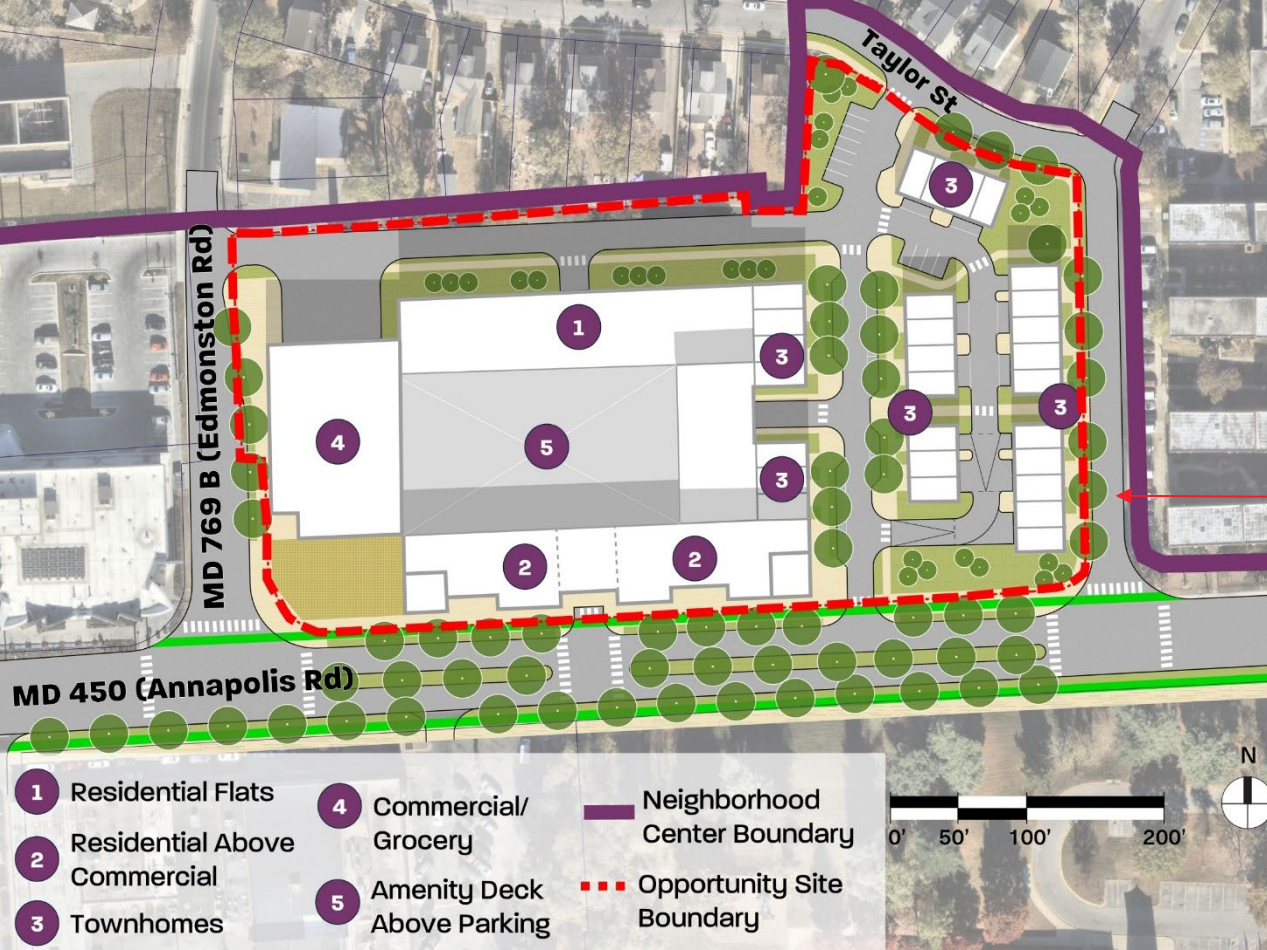 Taylor St
MD 769 B (Edmonston Rd)
3
1
3
4
5
3
3
3
2
2
MD 450 (Annapolis Rd)
1 Residential Flats
2 Residential Above
Commercial
3 Townhomes
4 Commercial/
Grocery
5 Amenity Deck
Above Parking
Neighborhood
Center Boundary
Opportunity Site
Boundary
N
0' 50' 100' 200'